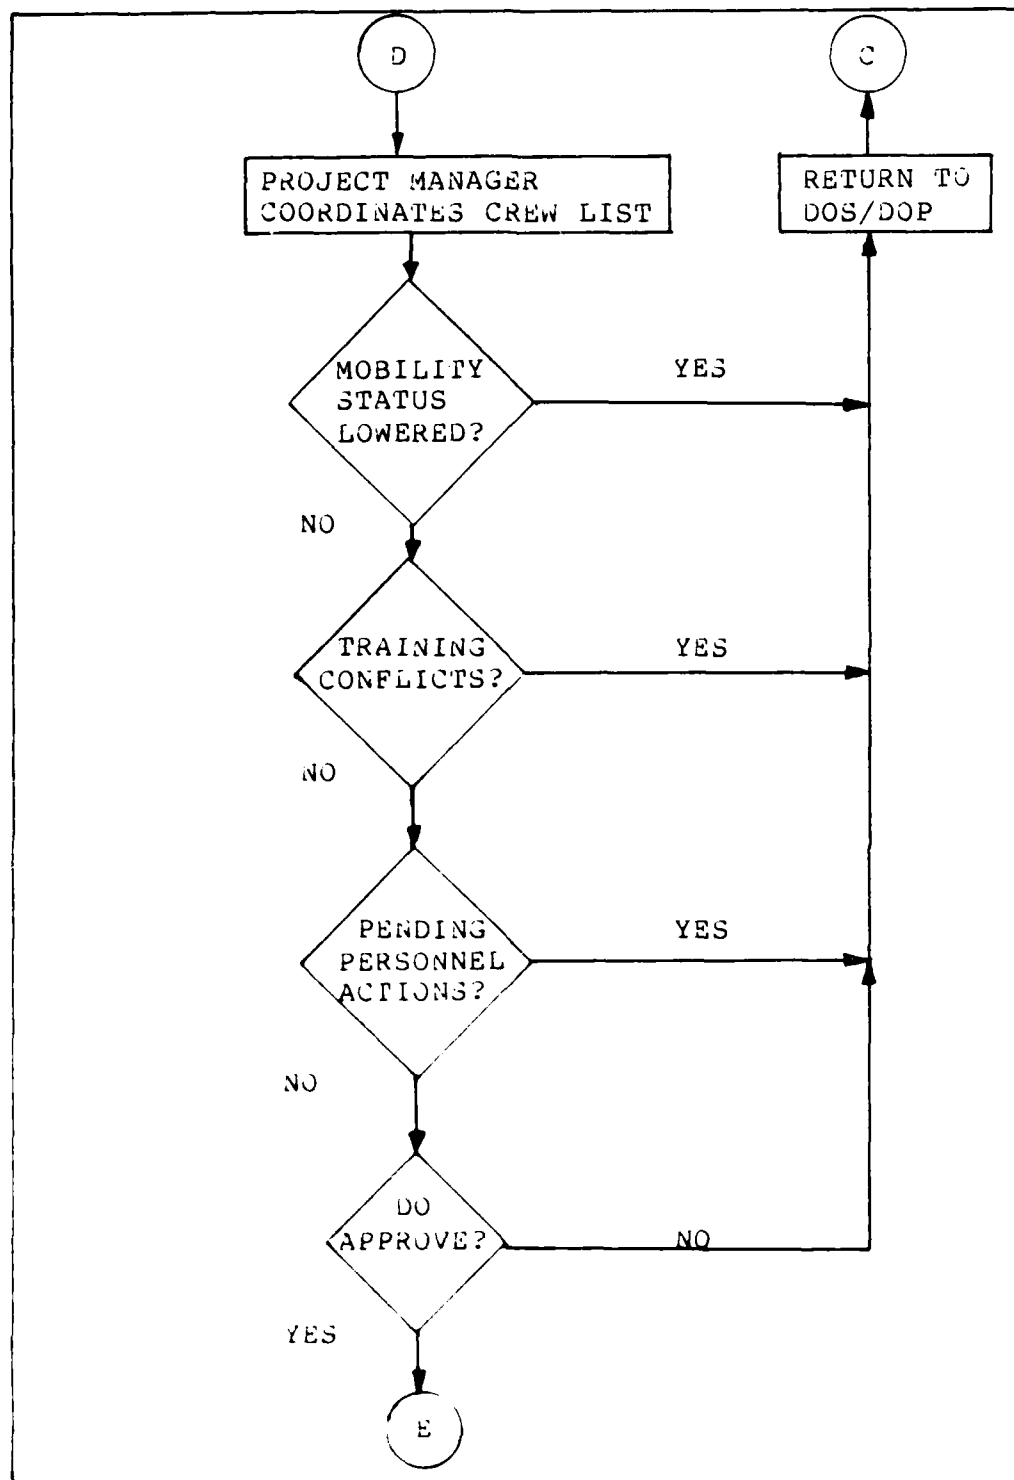 D
C
PROJECT MANAGER
COORDINATES CREW LIST
RETURN TO
DOS/DOP
MOBILITY
STATUS
LOWERED?
YES
NO
TRAINING
CONFLICTS?
YES
NO
PENDING
PERSONNEL
ACTIONS?
YES
NO
DO
APPROVE?
NO
YES
E